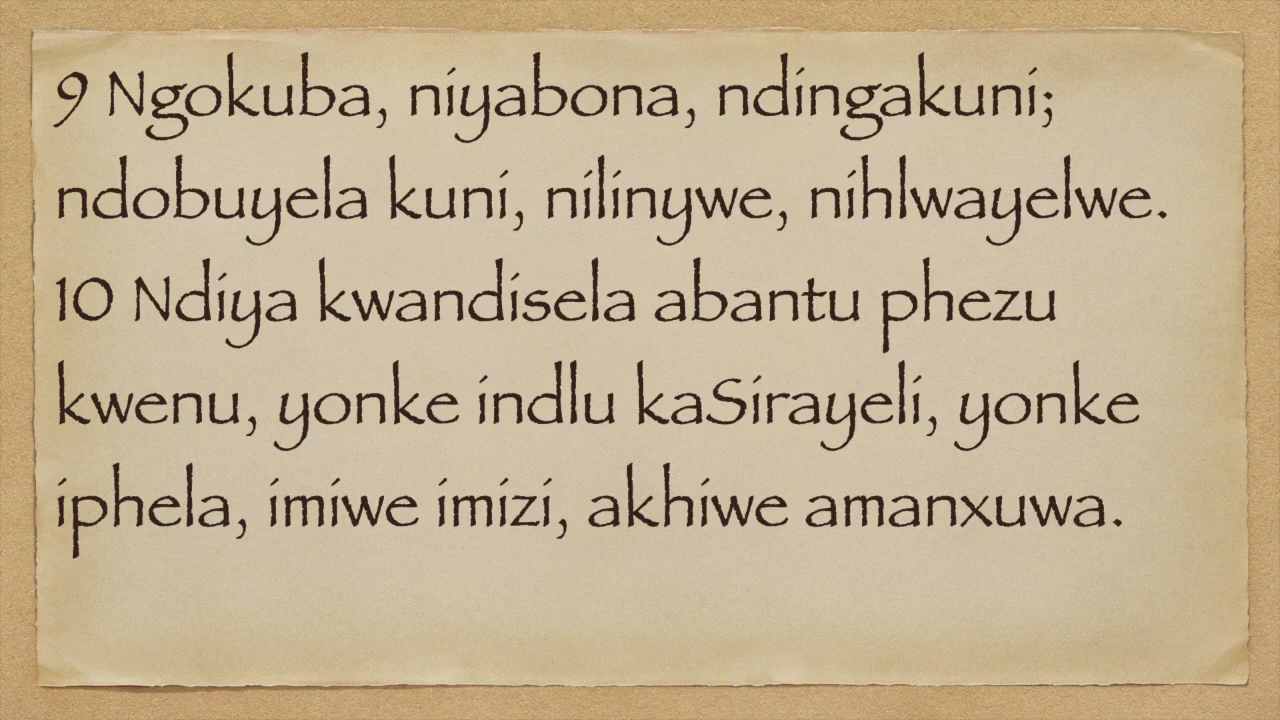 9 Ngokuba, niyabona, ndingakuni;
ndobuyela kuni, nilinywe, nihlwayelwe.
10 Ndiya kwandisela abantu phezu
kwenu, yonke indlu kaSirayeli, yonke
iphela, imiwe imizi, akhiwe amanxuwa.